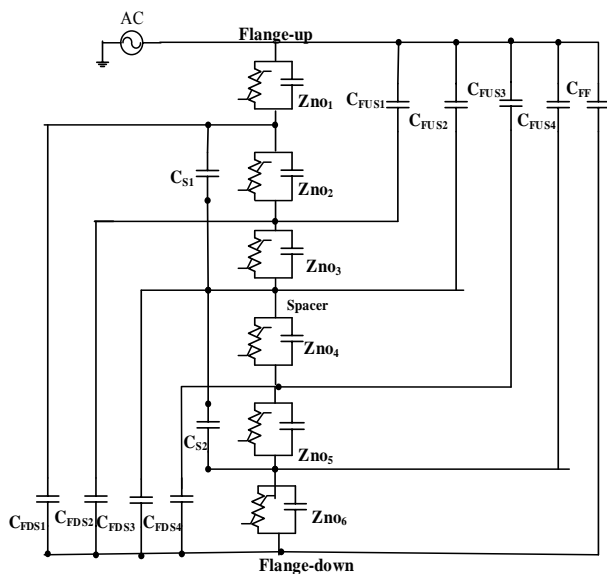 AC
Flange-up
Zno1
CFUS1
CFUS2
CFUS3
CFUS4
CFF
CS1
Zno2
Zno3
Spacer
Zno4
CS2
Zno5
CFDS1
CFDS2
CFDS3
CFDS4
Zno6
Flange-down